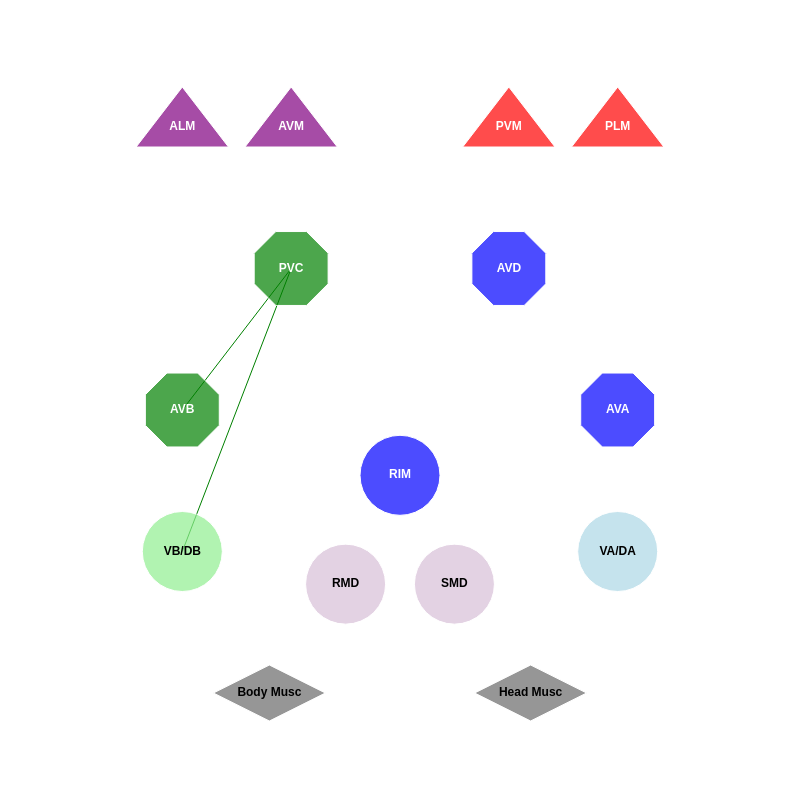 ALM
AVM
PVM
PLM
PVC
AVD
AVB
AVA
RIM
VB/DB
VA/DA
RMD
SMD
Body Musc
Head Musc